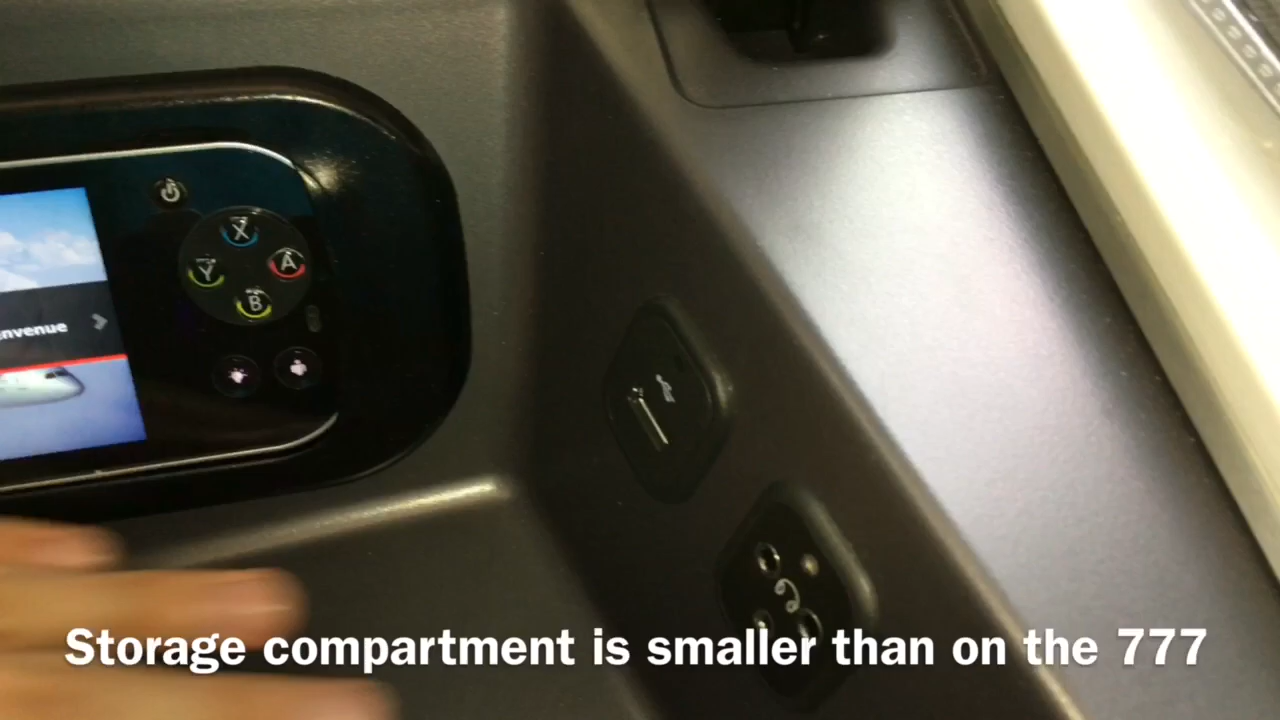 X
Y
A
B
nvenue
Storage compartment is smaller than on the 777